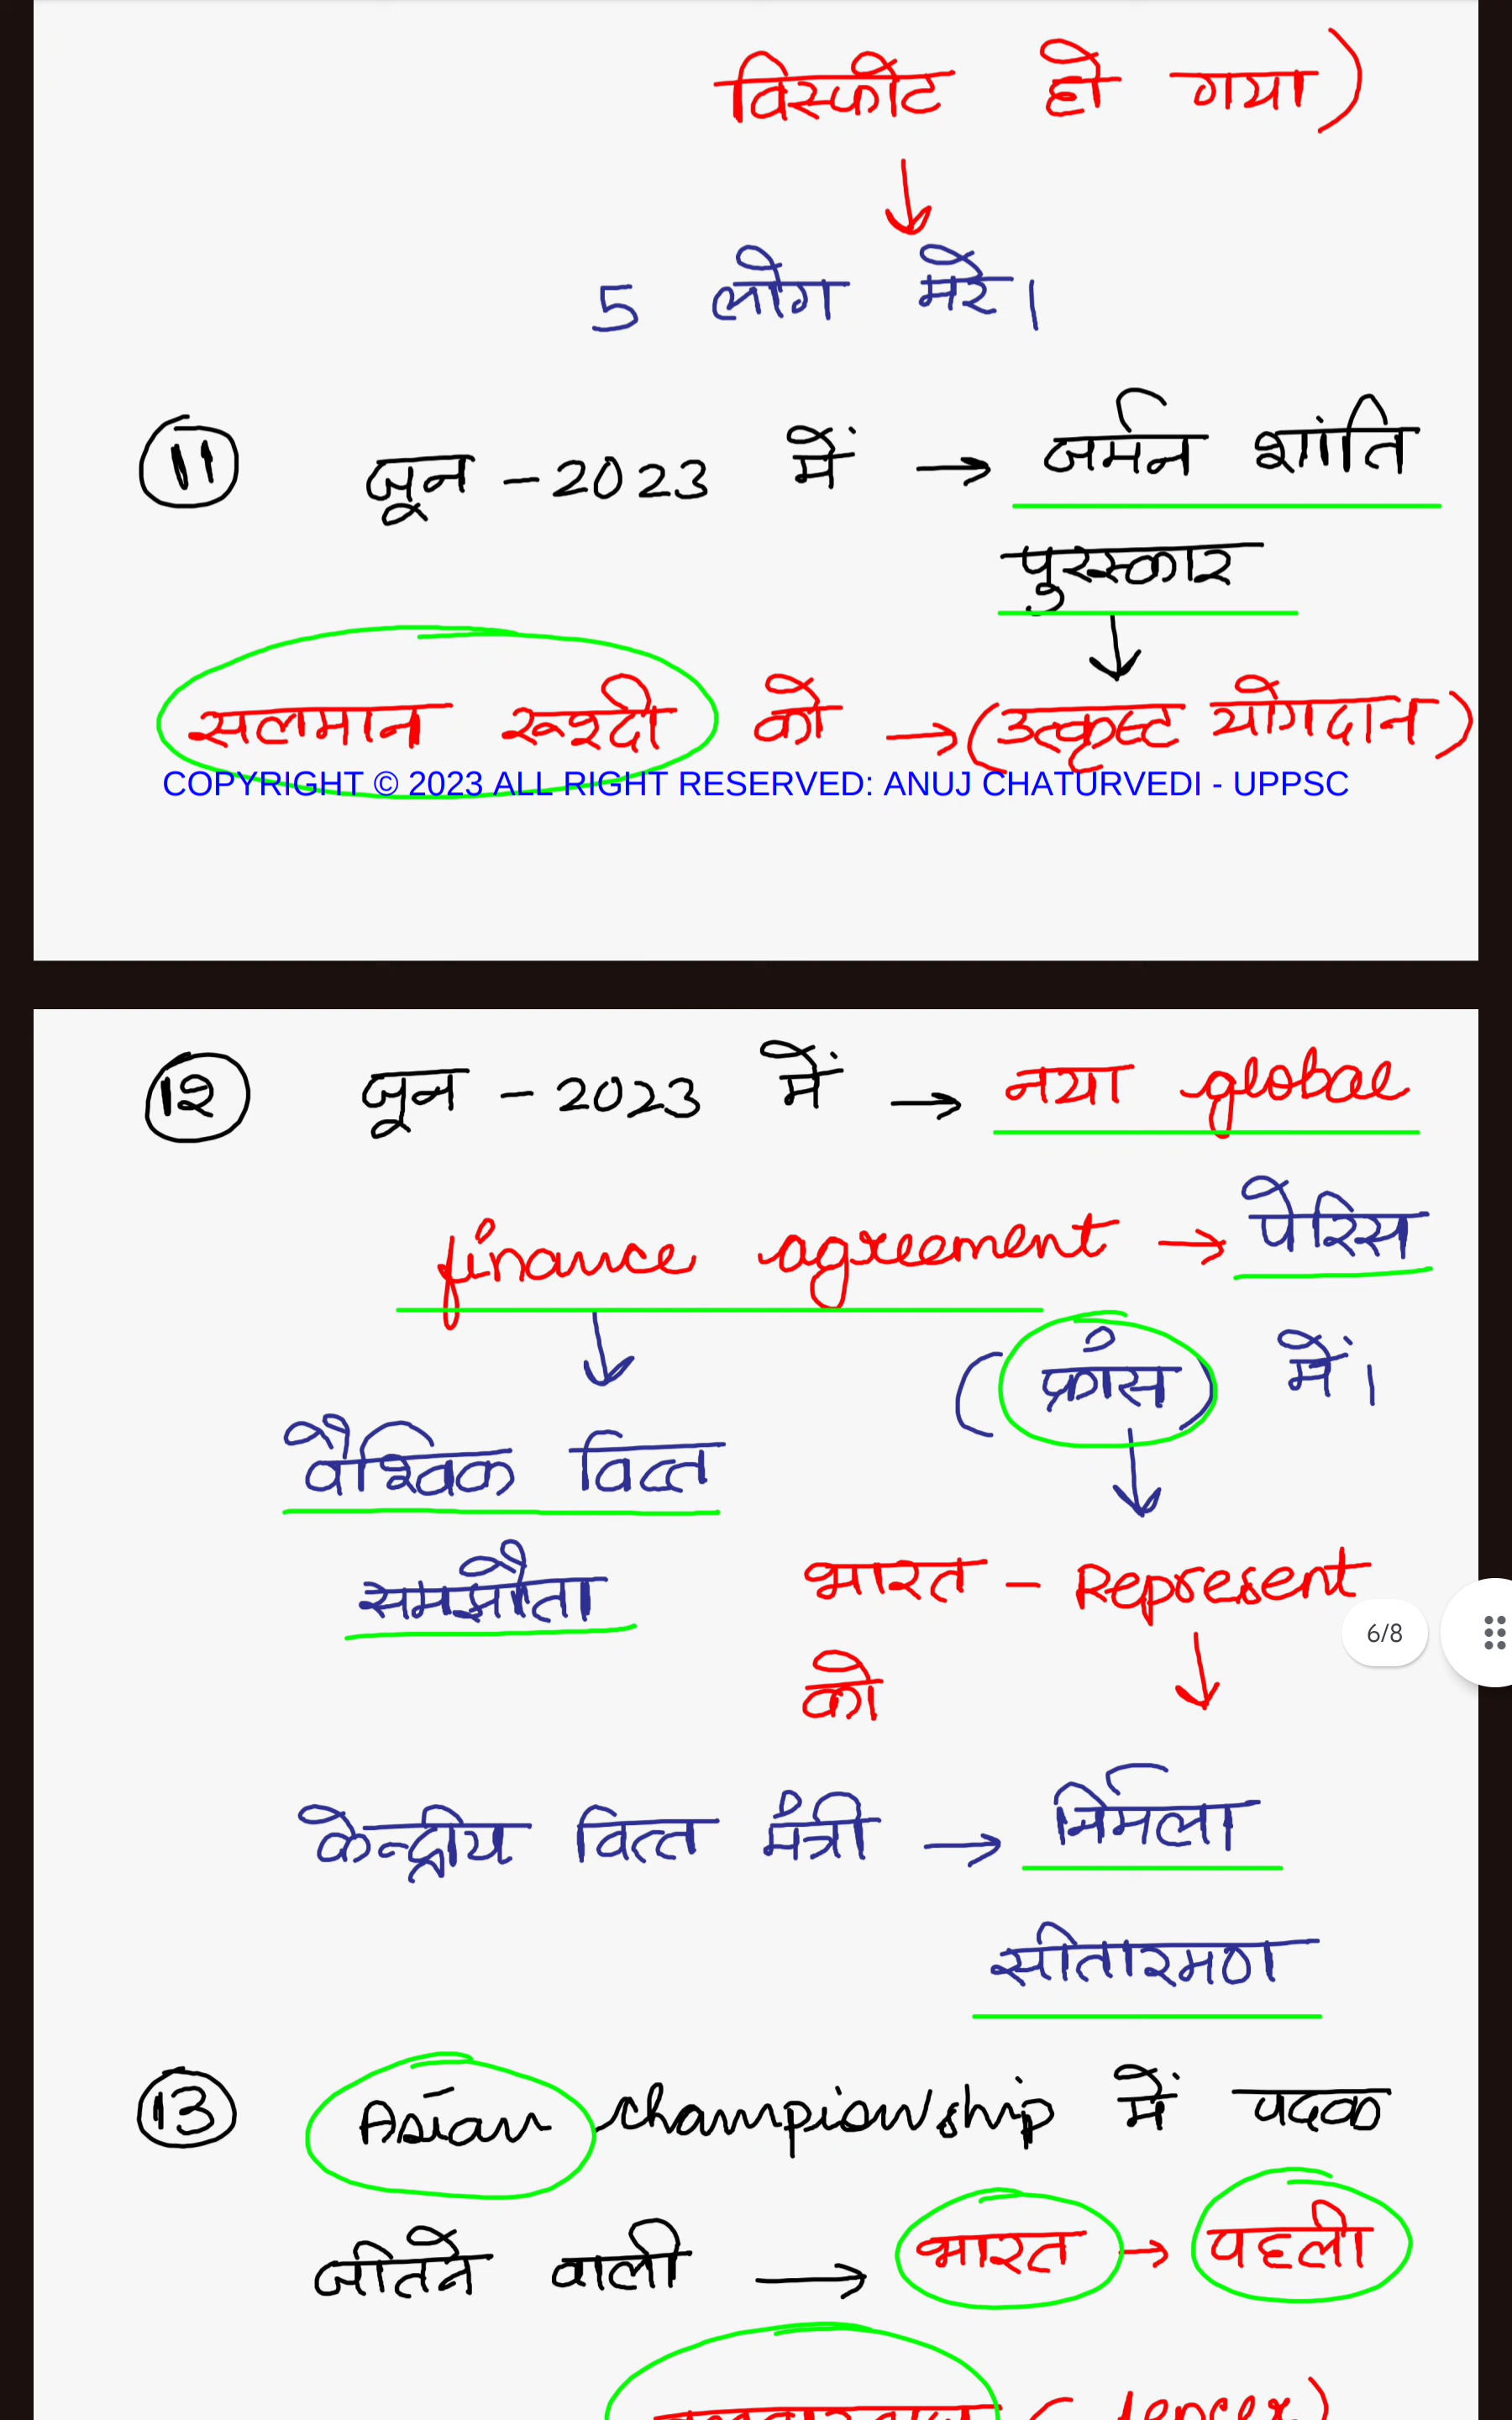 विस्फोट हो गया)
5 लोग मरे।
11 जून -2023 में → जर्मन शांति
पुरस्कार
सलमान रुश्दी को → (उत्कृष्ट योगदान)
COPYRIGHT © 2023 ALL RIGHT RESERVED: ANUJ CHATURVEDI - UPPSC
12 जून - 2023 में → नया global
finance agreement → पेरिस
(फ्रांस) में।
वैश्विक वित्त
समझौता
भारत - Represent
6/8
को
केन्द्रीय वित्त मंत्री → निर्मला
सीतारमण
13 Asian championship में पदक
जीतने वाली → भारत → पहली